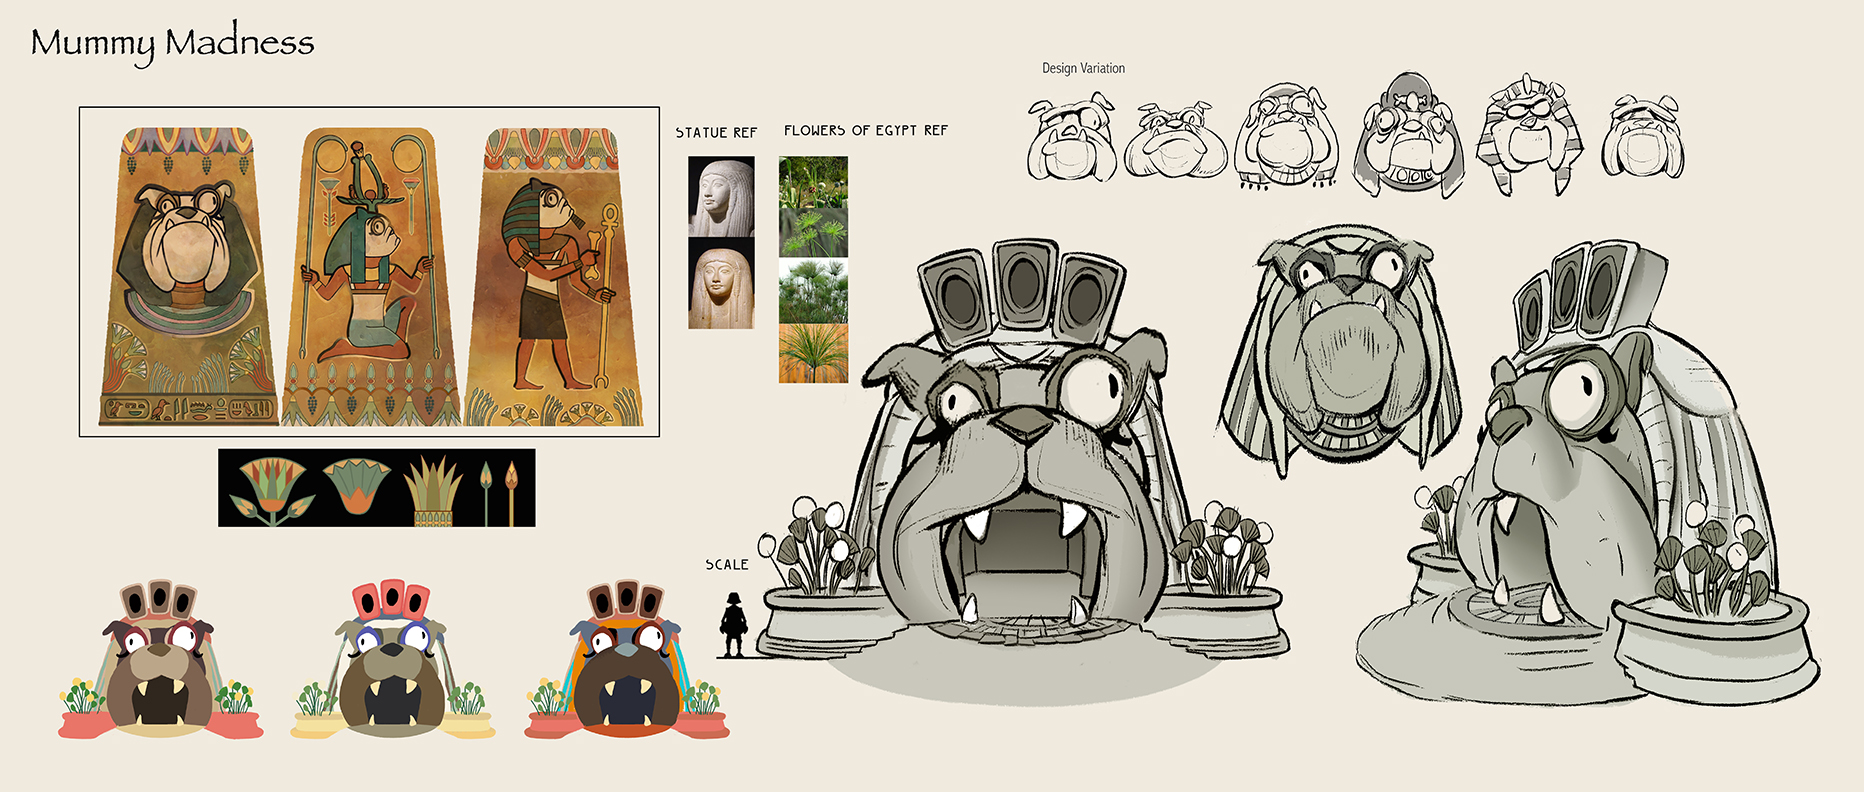 Mummy Madness
Design Variation
STATUE REF
FLOWERS OF EGYPT REF
SCALE